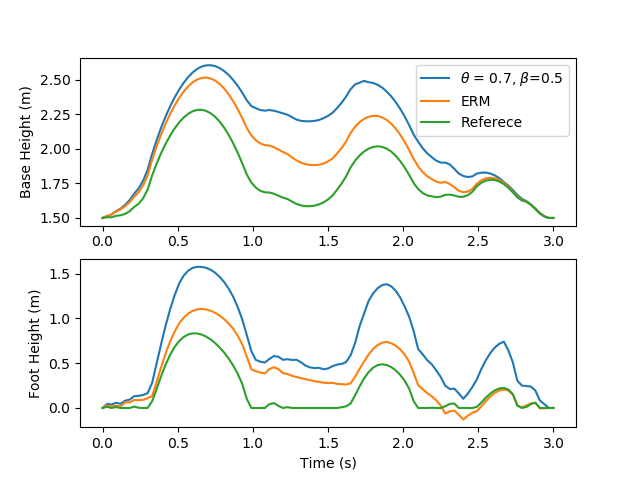 θ = 0.7, β=0.5
ERM
Referece
Base Height (m)
2.50
2.25
2.00
1.75
1.50
0.0 0.5 1.0 1.5 2.0 2.5 3.0
Foot Height (m)
1.5
1.0
0.5
0.0
0.0 0.5 1.0 1.5 2.0 2.5 3.0
Time (s)